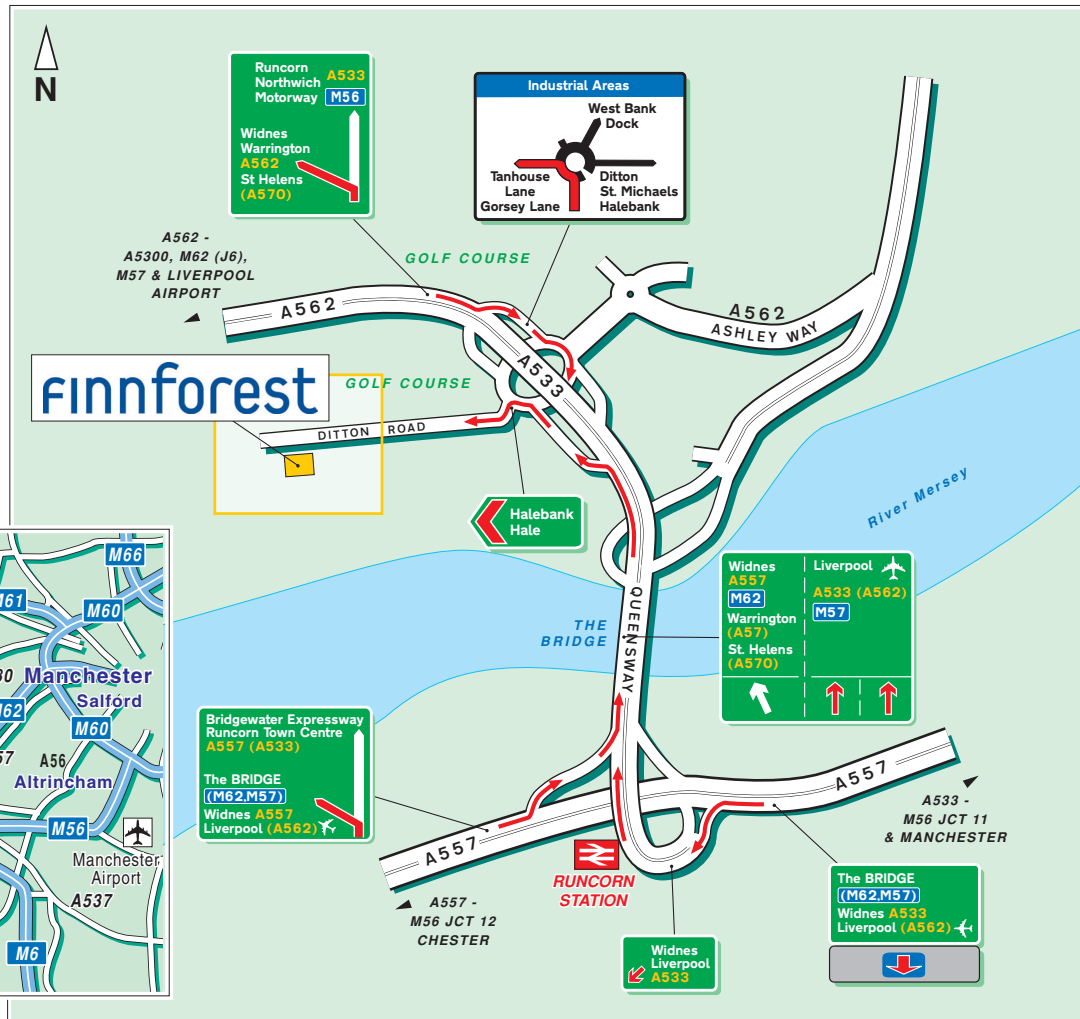 N
Runcorn
Northwich A533
Motorway M56
Widnes
Warrington
A562
St Helens
(A570)
Industrial Areas
West Bank
Dock
Tanhouse
Lane
Gorsey Lane
Ditton
St. Michaels
Halebank
A562 -
A5300, M62 (J6),
M57 & LIVERPOOL
AIRPORT
GOLF COURSE
A562
A562
ASHLEY WAY
A533
Finnforest
GOLF COURSE
DITTON ROAD
River Mersey
Halebank
Hale
QUEENSWAY
THE
BRIDGE
Widnes
A557
M62
Warrington
(A57)
St. Helens
(A570)
Liverpool
A533 (A562)
M57
M66
M61
M60
Manchester
Salfórd
M62
M60
A56
Altrincham
M56
Manchester
Airport
A537
M6
Bridgewater Expressway
Runcorn Town Centre
A557 (A533)
The BRIDGE
(M62,M57)
Widnes A557
Liverpool (A562)
A557
A557
A533 -
M56 JCT 11
& MANCHESTER
RUNCORN
STATION
A557 -
M56 JCT 12
CHESTER
The BRIDGE
(M62,M57)
Widnes A533
Liverpool (A562)
Widnes
Liverpool
A533